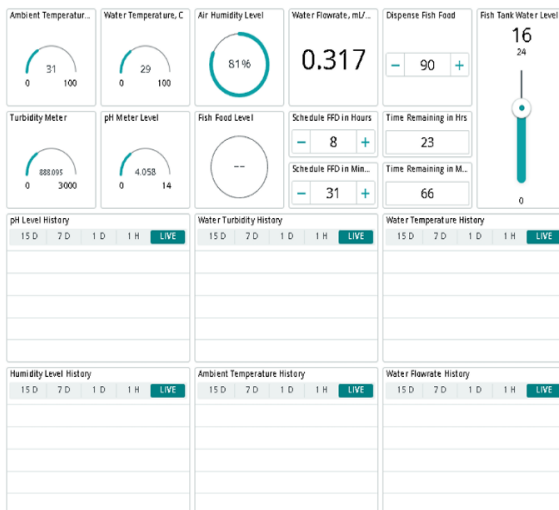 Ambient Temperatur...
31
0 100
Water Temperature, C
29
0 100
Air Humidity Level
81%
Water Flowrate, mL/...
0.317
Dispense Fish Food
− 90 +
Fish Tank Water Level
16
24
0
Turbidity Meter
888.095
0 3000
pH Meter Level
4.058
0 14
Fish Food Level
--
Schedule FFD in Hours
− 8 +
Time Remaining in Hrs
23
Schedule FFD in Min...
− 31 +
Time Remaining in M...
66
pH Level History
15 D 7 D 1 D 1 H LIVE
Water Turbidity History
15 D 7 D 1 D 1 H LIVE
Water Temperature History
15 D 7 D 1 D 1 H LIVE
Humidity Level History
15 D 7 D 1 D 1 H LIVE
Ambient Temperature History
15 D 7 D 1 D 1 H LIVE
Water Flowrate History
15 D 7 D 1 D 1 H LIVE